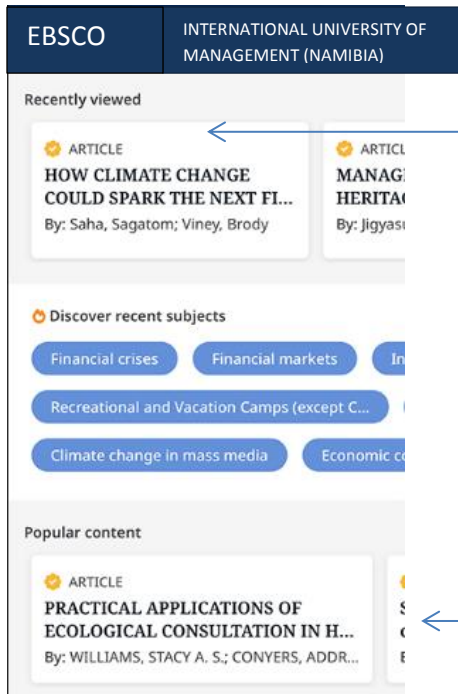 EBSCO
INTERNATIONAL UNIVERSITY OF
MANAGEMENT (NAMIBIA)
Recently viewed
ARTICLE
HOW CLIMATE CHANGE
COULD SPARK THE NEXT FI...
By: Saha, Sagatom; Viney, Brody
ARTICL
MANAG
HERITA
By: Jigyasu
Discover recent subjects
Financial crises Financial markets In
Recreational and Vacation Camps (except C...
Climate change in mass media Economic co
Popular content
ARTICLE
PRACTICAL APPLICATIONS OF
ECOLOGICAL CONSULTATION IN H...
By: WILLIAMS, STACY A. S.; CONYERS, ADDR...